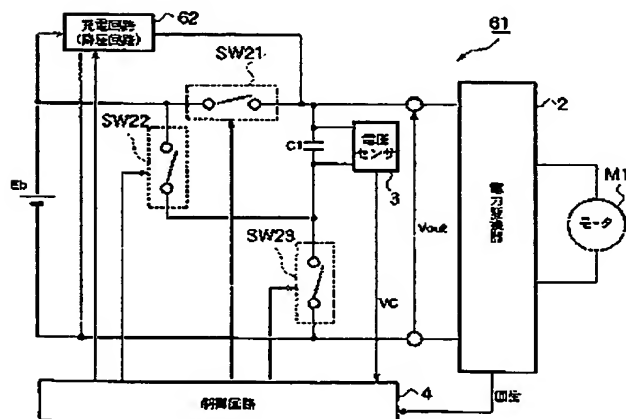 充電回路
(降圧回路)
62
SW21
61
2
SW22
C1
電圧
センサ
3
M1
モータ
Eb
Vout
電力変換器
SW23
VC
制御回路
4